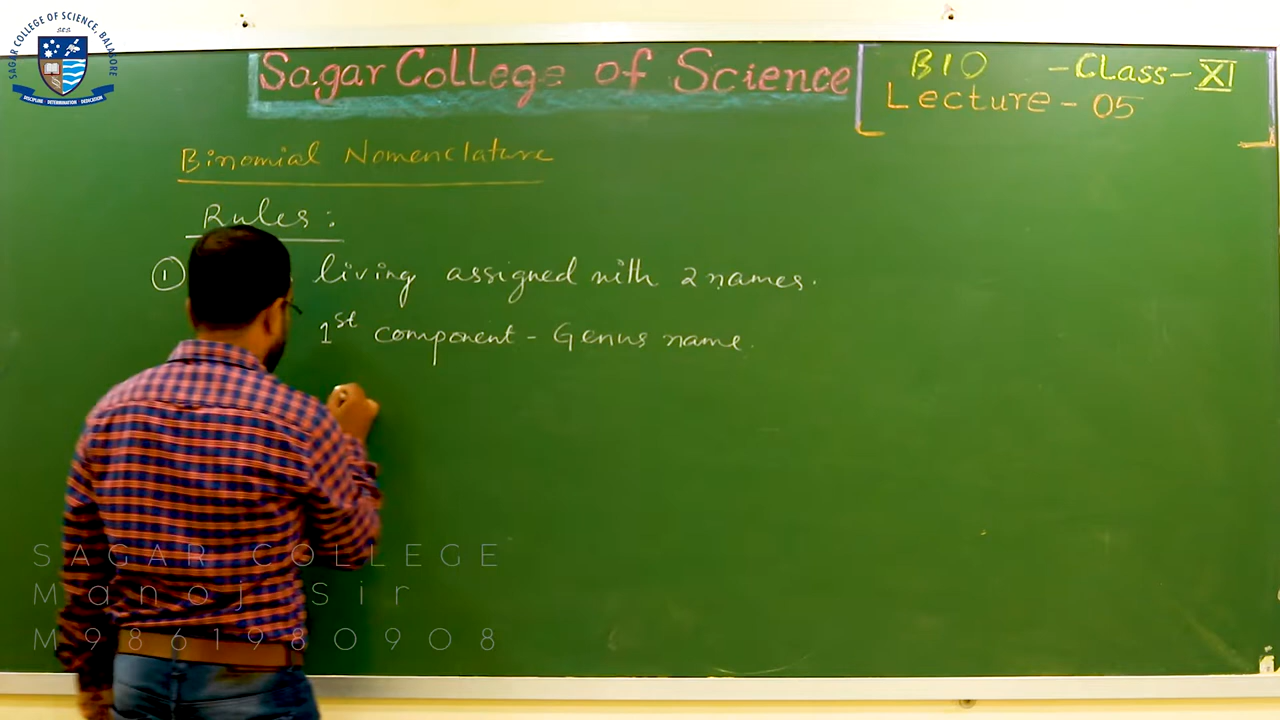 SAGAR COLLEGE OF SCIENCE, BALASORE
SCS
DISCIPLINE · DETERMINATION · DEDICATION
Sagar College of Science
BIO - Class - XI
Lecture - 05
Binomial Nomenclature
Rules:
① living assigned with 2 names.
1st component - Genus name.
SAGAR COLLEGE
Manoj Sir
M9861980908